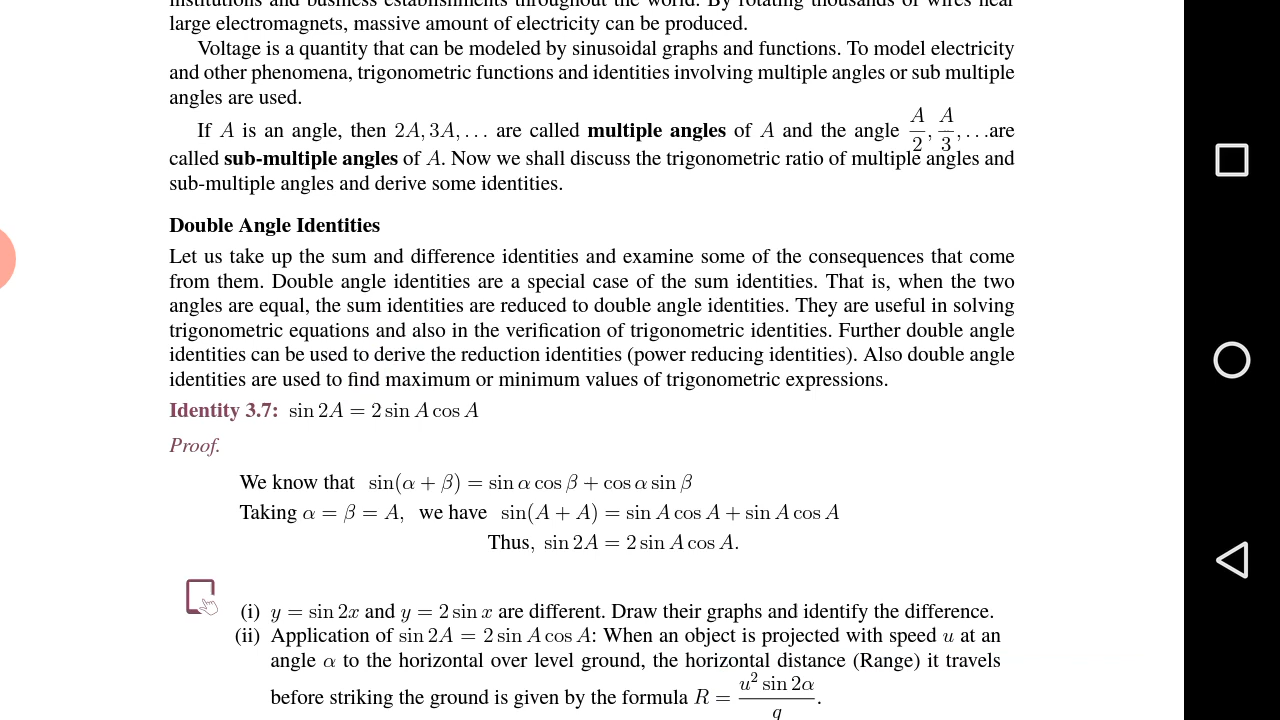 institutions and business establishments throughout the world. By rotating thousands of wires near
large electromagnets, massive amount of electricity can be produced.
Voltage is a quantity that can be modeled by sinusoidal graphs and functions. To model electricity
and other phenomena, trigonometric functions and identities involving multiple angles or sub multiple
angles are used.
If A is an angle, then 2A, 3A, . . . are called multiple angles of A and the angle A/2, A/3, . . .are
called sub-multiple angles of A. Now we shall discuss the trigonometric ratio of multiple angles and
sub-multiple angles and derive some identities.
Double Angle Identities
Let us take up the sum and difference identities and examine some of the consequences that come
from them. Double angle identities are a special case of the sum identities. That is, when the two
angles are equal, the sum identities are reduced to double angle identities. They are useful in solving
trigonometric equations and also in the verification of trigonometric identities. Further double angle
identities can be used to derive the reduction identities (power reducing identities). Also double angle
identities are used to find maximum or minimum values of trigonometric expressions.
Identity 3.7: sin 2A = 2 sin A cos A
Proof.
We know that sin(α + β) = sin α cos β + cos α sin β
Taking α = β = A, we have sin(A + A) = sin A cos A + sin A cos A
Thus, sin 2A = 2 sin A cos A.
(i) y = sin 2x and y = 2 sin x are different. Draw their graphs and identify the difference.
(ii) Application of sin 2A = 2 sin A cos A: When an object is projected with speed u at an
angle α to the horizontal over level ground, the horizontal distance (Range) it travels
before striking the ground is given by the formula R = u² sin 2α/g.